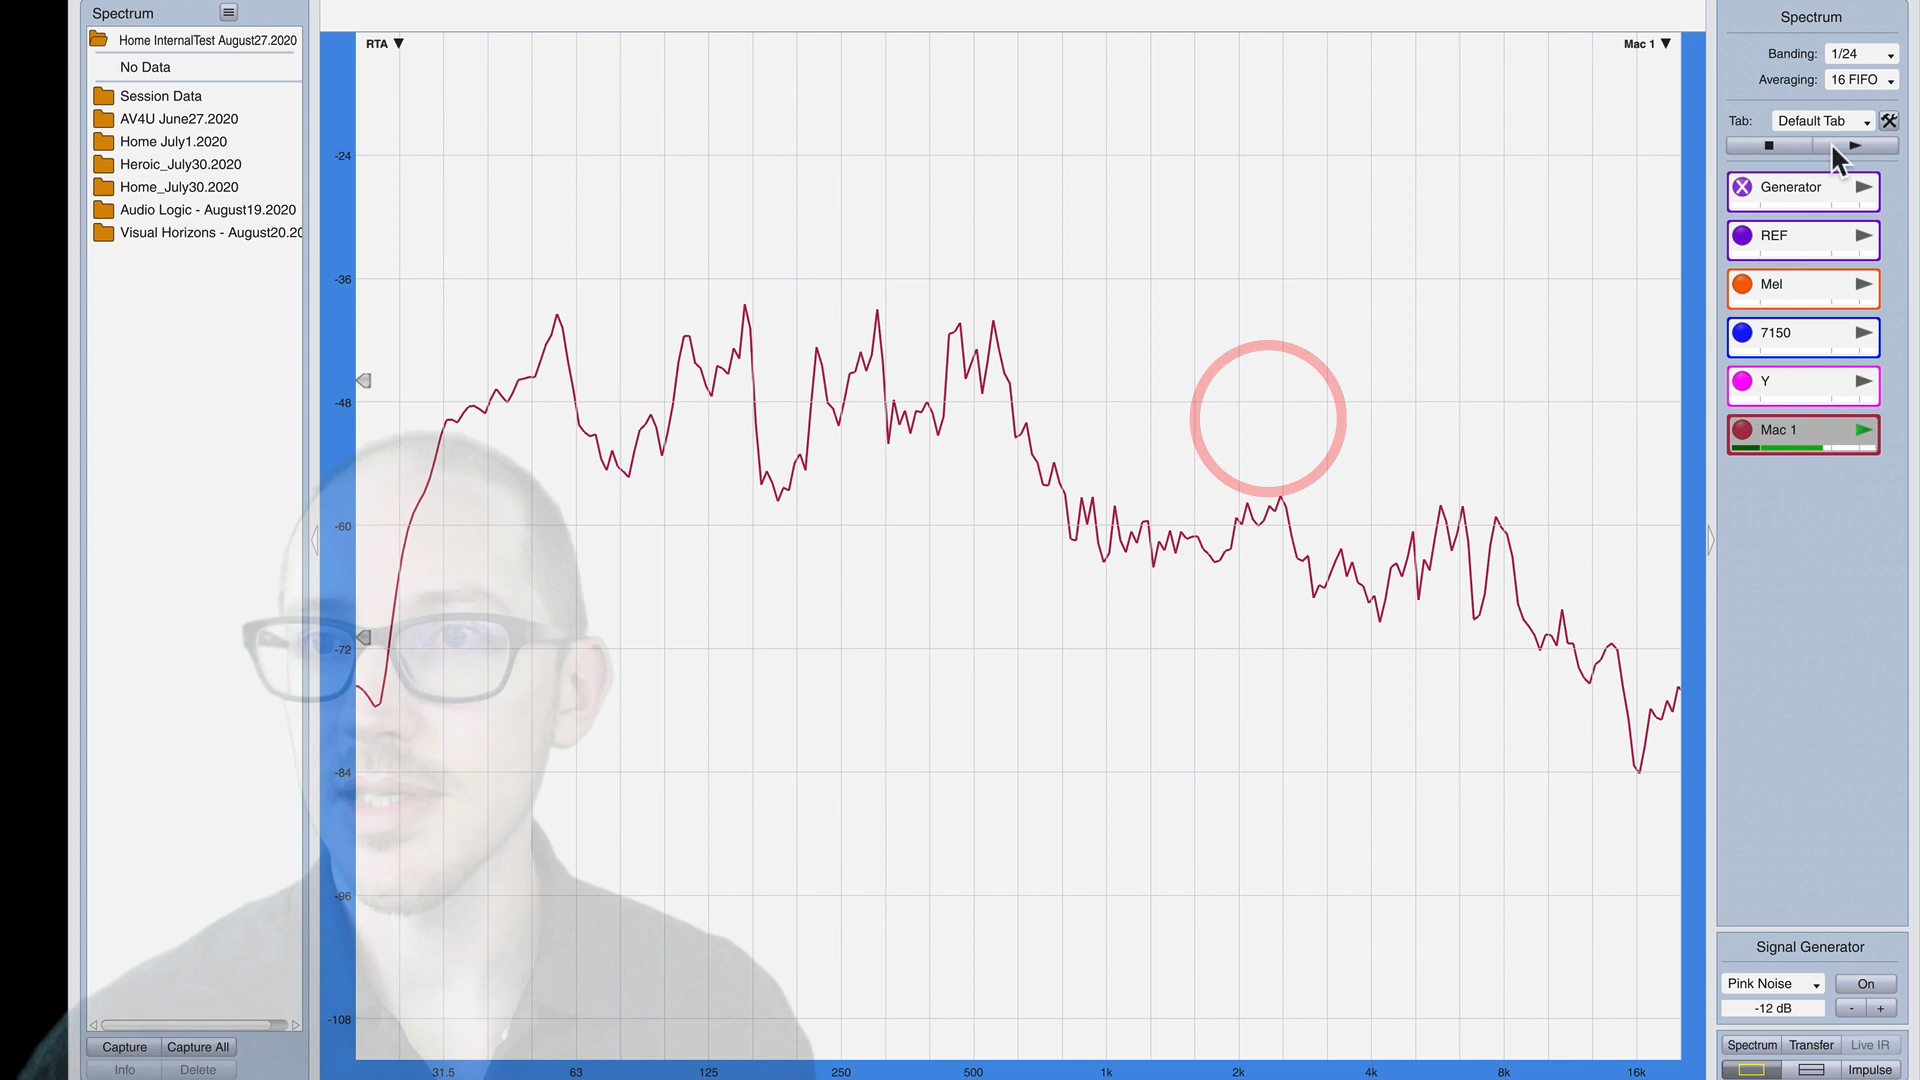 Spectrum
Home InternalTest August27.2020
No Data
Session Data
AV4U June27.2020
Home July1.2020
Heroic_July30.2020
Home_July30.2020
Audio Logic - August19.2020
Visual Horizons - August20.20
Capture
Capture All
Info
Delete
RTA
Mac 1
-24
-36
-48
-60
-72
-84
-96
-108
31.5
63
125
250
500
1k
2k
4k
8k
16k
Spectrum
Banding: 1/24
Averaging: 16 FIFO
Tab: Default Tab
Generator
REF
Mel
7150
Y
Mac 1
Signal Generator
Pink Noise
On
-12 dB
- +
Spectrum
Transfer
Live IR
Impulse